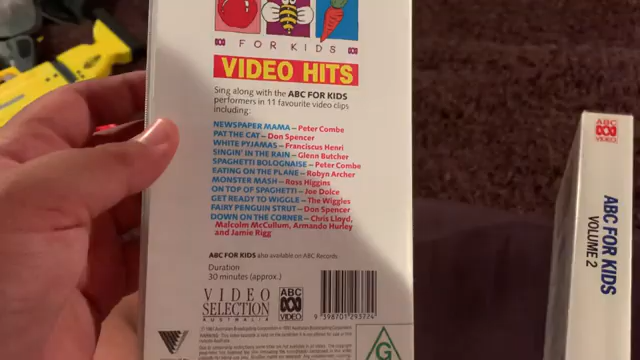 FOR KIDS
VIDEO HITS
Sing along with the ABC FOR KIDS
performers in 11 favourite video clips
including:
NEWSPAPER MAMA – Peter Combe
PAT THE CAT – Don Spencer
WHITE PYJAMAS – Franciscus Henri
SINGIN' IN THE RAIN – Glenn Butcher
SPAGHETTI BOLOGNAISE – Peter Combe
EATING ON THE PLANE – Robyn Archer
MONSTER MASH – Ross Higgins
ON TOP OF SPAGHETTI – Joe Dolce
GET READY TO WIGGLE – The Wiggles
FAIRY PENGUIN STRUT – Don Spencer
DOWN ON THE CORNER – Chris Lloyd,
Malcolm McCullum, Armando Hurley
and Jamie Rigg
ABC FOR KIDS also available on ABC Records
Duration
30 minutes (approx.)
VIDEO
SELECTION
AUSTRALIA
ABC
VIDEO
G
ABC
VIDEO
ABC FOR KIDS
VOLUME 2